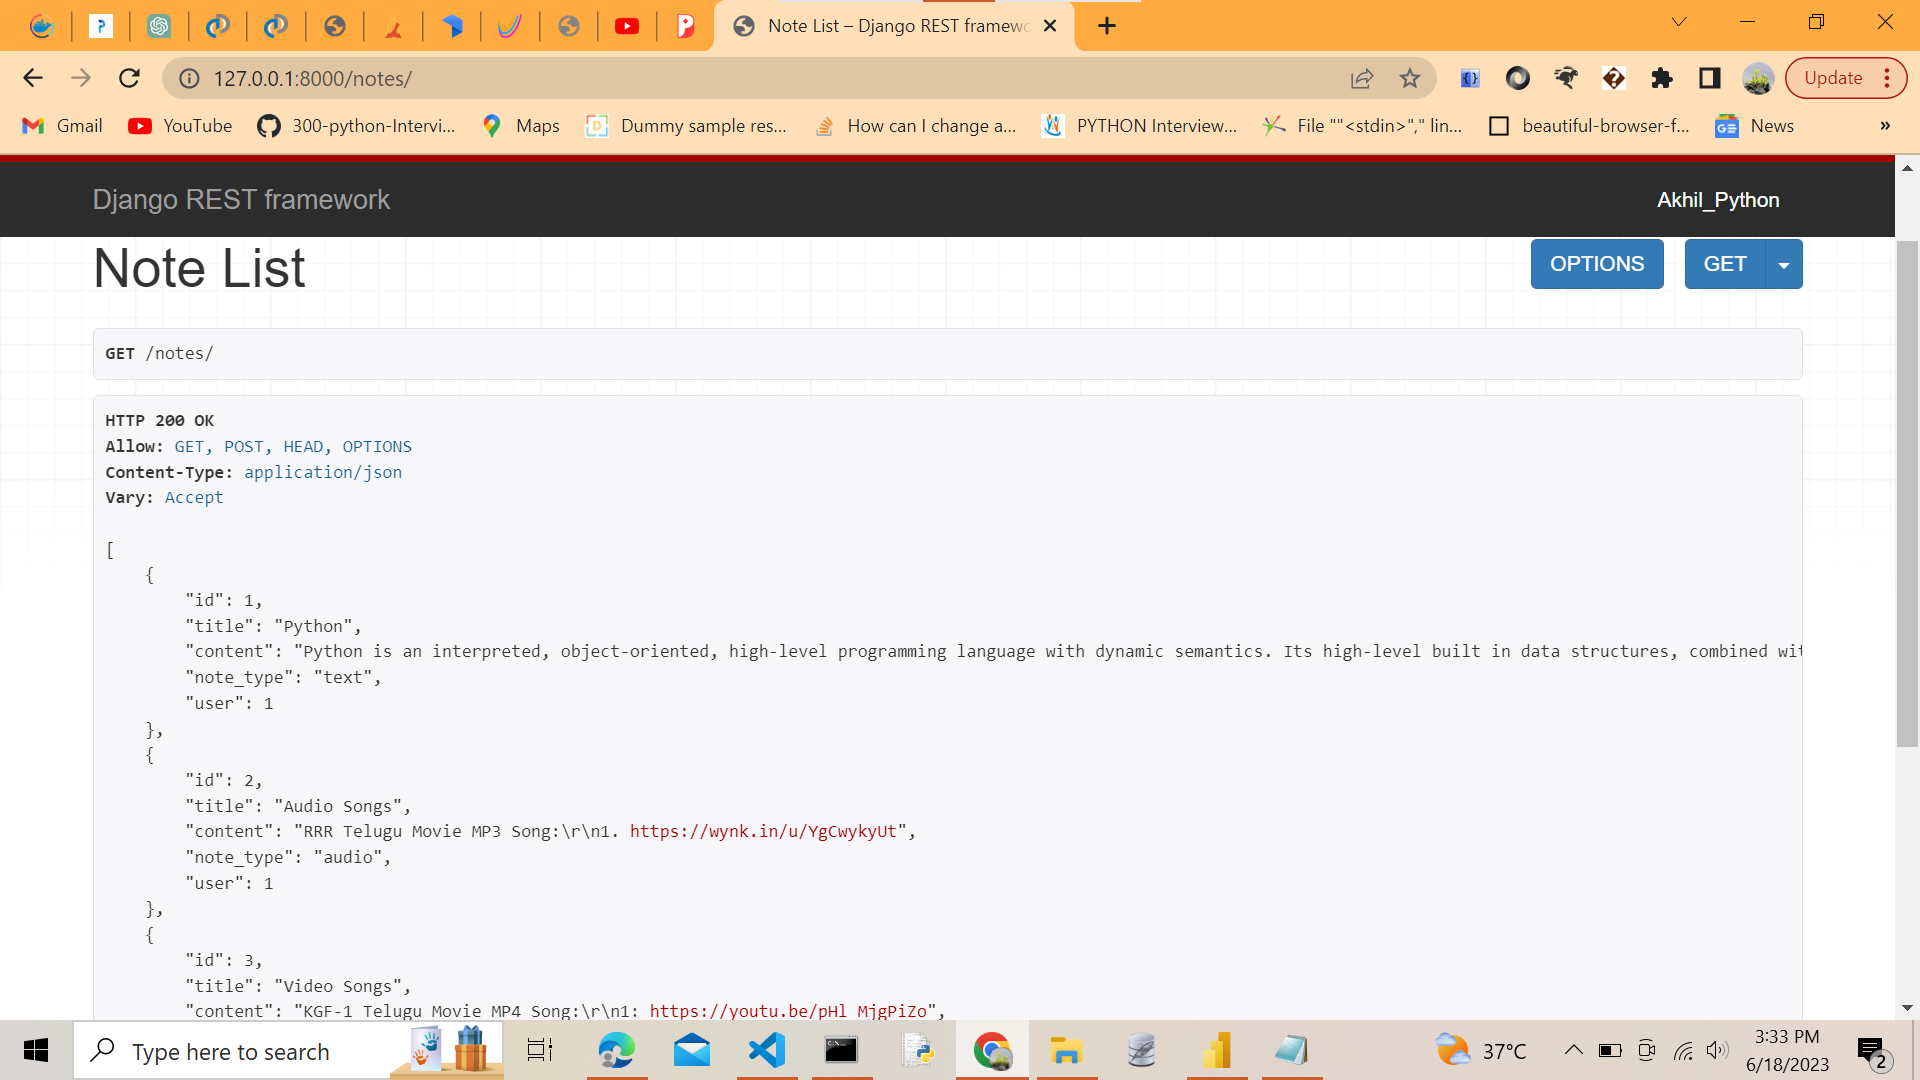 Note List – Django REST framewo
127.0.0.1:8000/notes/
Update
Gmail
YouTube
300-python-Intervi...
Maps
Dummy sample res...
How can I change a...
PYTHON Interview...
File ""<stdin>"," lin...
beautiful-browser-f...
News
»
Django REST framework
Akhil_Python
Note List
OPTIONS
GET
GET /notes/
HTTP 200 OK
Allow: GET, POST, HEAD, OPTIONS
Content-Type: application/json
Vary: Accept
[
{
"id": 1,
"title": "Python",
"content": "Python is an interpreted, object-oriented, high-level programming language with dynamic semantics. Its high-level built in data structures, combined wit
"note_type": "text",
"user": 1
},
{
"id": 2,
"title": "Audio Songs",
"content": "RRR Telugu Movie MP3 Song:\r\n1. https://wynk.in/u/YgCwykyUt",
"note_type": "audio",
"user": 1
},
{
"id": 3,
"title": "Video Songs",
"content": "KGF-1 Telugu Movie MP4 Song:\r\n1: https://youtu.be/pHl_MjgPiZo",
Type here to search
37°C
3:33 PM
6/18/2023
2